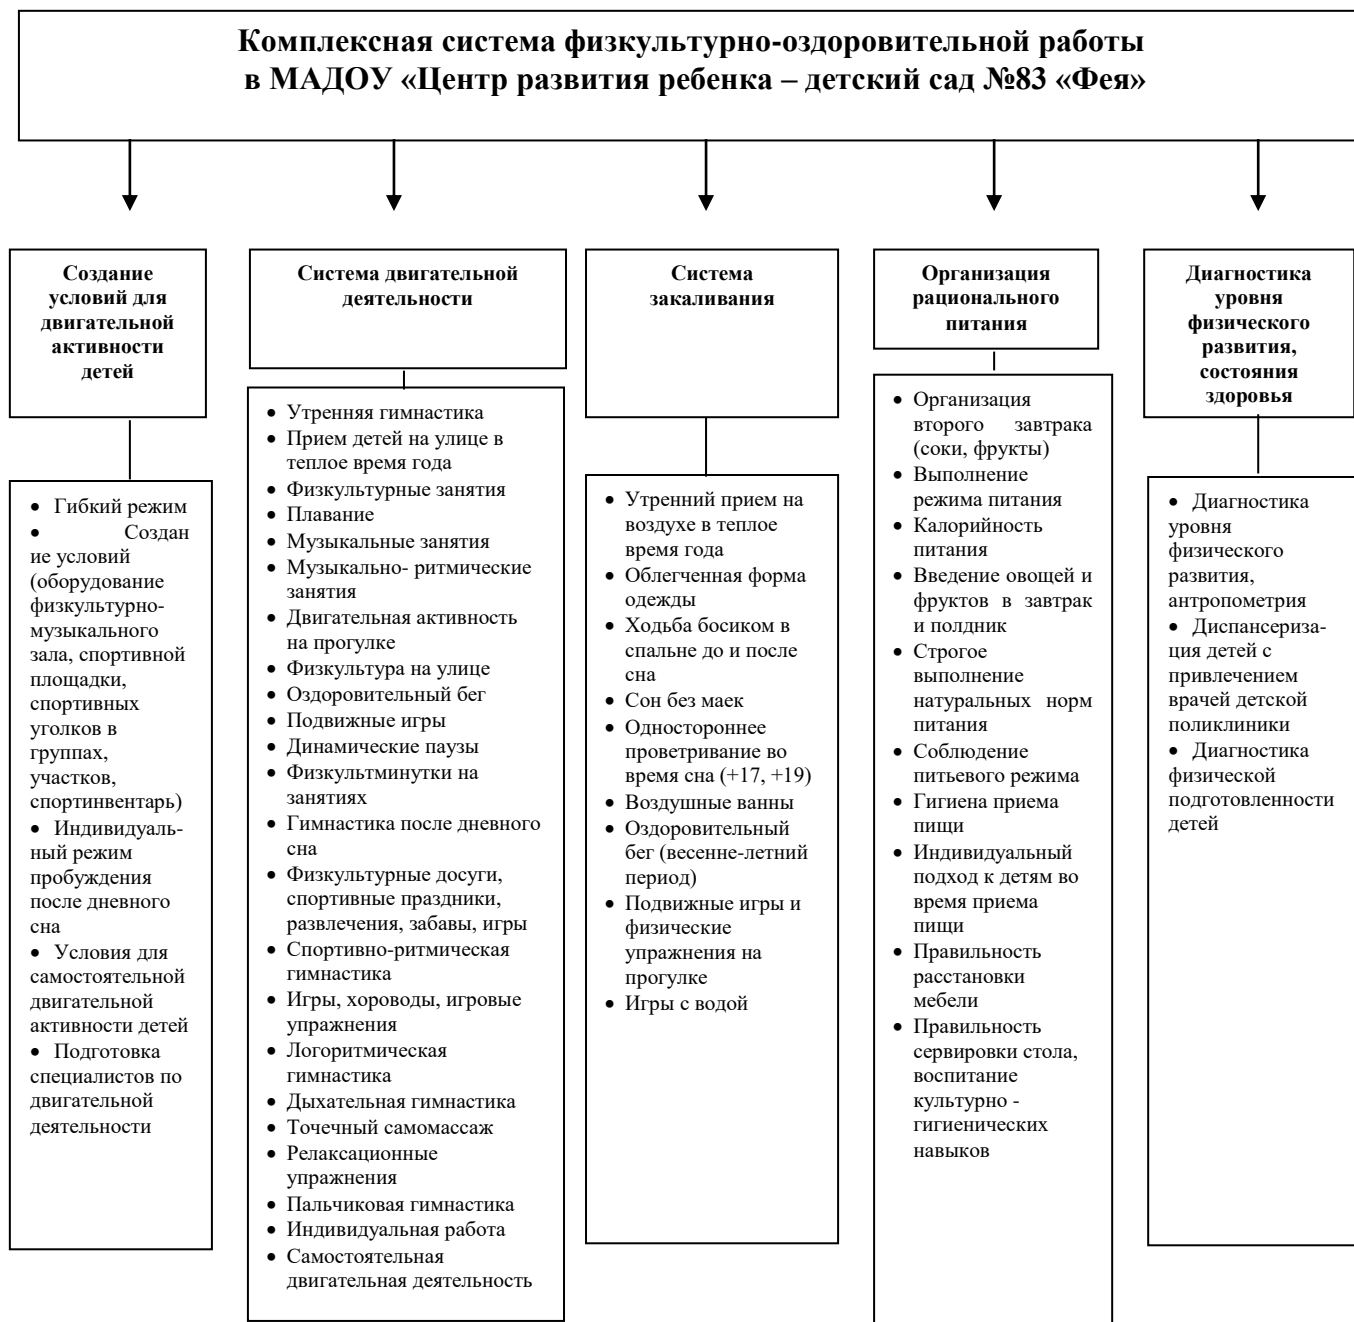 Комплексная система физкультурно-оздоровительной работы
в МАДОУ «Центр развития ребенка – детский сад №83 «Фея»
Создание
условий для
двигательной
активности
детей
• Гибкий режим
• Создан
ие условий
(оборудование
физкультурно-
музыкального
зала, спортивной
площадки,
спортивных
уголков в
группах,
участков,
спортинвентарь)
• Индивидуаль-
ный режим
пробуждения
после дневного
сна
• Условия для
самостоятельной
двигательной
активности детей
• Подготовка
специалистов по
двигательной
деятельности
Система двигательной
деятельности
• Утренняя гимнастика
• Прием детей на улице в
теплое время года
• Физкультурные занятия
• Плавание
• Музыкальные занятия
• Музыкально- ритмические
занятия
• Двигательная активность
на прогулке
• Физкультура на улице
• Оздоровительный бег
• Подвижные игры
• Динамические паузы
• Физкультминутки на
занятиях
• Гимнастика после дневного
сна
• Физкультурные досуги,
спортивные праздники,
развлечения, забавы, игры
• Спортивно-ритмическая
гимнастика
• Игры, хороводы, игровые
упражнения
• Логоритмическая
гимнастика
• Дыхательная гимнастика
• Точечный самомассаж
• Релаксационные
упражнения
• Пальчиковая гимнастика
• Индивидуальная работа
• Самостоятельная
двигательная деятельность
Система
закаливания
• Утренний прием на
воздухе в теплое
время года
• Облегченная форма
одежды
• Ходьба босиком в
спальне до и после
сна
• Сон без маек
• Одностороннее
проветривание во
время сна (+17, +19)
• Воздушные ванны
• Оздоровительный
бег (весенне-летний
период)
• Подвижные игры и
физические
упражнения на
прогулке
• Игры с водой
Организация
рационального
питания
• Организация
второго завтрака
(соки, фрукты)
• Выполнение
режима питания
• Калорийность
питания
• Введение овощей и
фруктов в завтрак
и полдник
• Строгое
выполнение
натуральных норм
питания
• Соблюдение
питьевого режима
• Гигиена приема
пищи
• Индивидуальный
подход к детям во
время приема
пищи
• Правильность
расстановки
мебели
• Правильность
сервировки стола,
воспитание
культурно -
гигиенических
навыков
Диагностика
уровня
физического
развития,
состояния
здоровья
• Диагностика
уровня
физического
развития,
антропометрия
• Диспансериза-
ция детей с
привлечением
врачей детской
поликлиники
• Диагностика
физической
подготовленности
детей